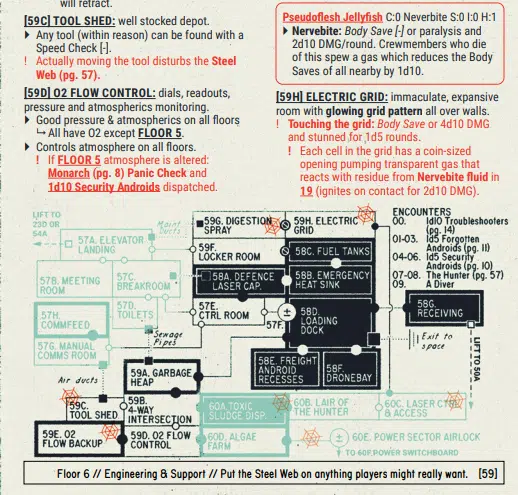 will retract.
[59C] TOOL SHED: well stocked depot.
▸ Any tool (within reason) can be found with a
Speed Check [-].
! Actually moving the tool disturbs the Steel
Web (pg. 57).
[59D] O2 FLOW CONTROL: dials, readouts,
pressure and atmospherics monitoring.
▸ Good pressure & atmospherics on all floors
↳ All have O2 except FLOOR 5.
▸ Controls atmosphere on all floors.
! If FLOOR 5 atmosphere is altered:
Monarch (pg. 8) Panic Check and
1d10 Security Androids dispatched.
Pseudoflesh Jellyfish C:0 Neverbite S:0 I:0 H:1
▸ Nervebite: Body Save [-] or paralysis and
2d10 DMG/round. Crewmembers who die
of this spew a gas which reduces the Body
Saves of all nearby by 1d10.
[59H] ELECTRIC GRID: immaculate, expansive
room with glowing grid pattern all over walls.
! Touching the grid: Body Save or 4d10 DMG
and stunned for 1d5 rounds.
! Each cell in the grid has a coin-sized
opening pumping transparent gas that
reacts with residue from Nervebite fluid in
19 (ignites on contact for 2d10 DMG).
LIFT TO
23D OR
54A
Maint
Ducts
57A. ELEVATOR
LANDING
57B. MEETING
ROOM
57C.
BREAKROOM
57D.
TOILETS
57H.
COMMFEED
57G. MANUAL
COMMS ROOM
Sewage
Pipes
Air ducts
59G. DIGESTION
SPRAY
59H. ELECTRIC
GRID
59F.
LOCKER ROOM
58C. FUEL TANKS
58A. DEFENCE
LASER CAP.
58B. EMERGENCY
HEAT SINK
57E.
CTRL ROOM
57F.
58D.
LOADING
DOCK
58G.
RECEIVING
Exit to
space
LIFT TO 50A
58E. FREIGHT
ANDROID
RECESSES
58F.
DRONEBAY
59A. GARBAGE
HEAP
59C.
TOOL SHED
59B.
4-WAY
INTERSECTION
59E. O2
FLOW BACKUP
59D. O2 FLOW
CONTROL
60A TOXIC
SLUDGE DISP.
60B. LAIR OF
THE HUNTER
60C. LASER CTRL
& ACCESS
60D. ALGAE
FARM
60E. POWER SECTOR AIRLOCK
TO 60F POWER SWITCHBOARD
ENCOUNTERS
00. 1d10 Troubleshooters
(pg. 14)
01-03. 1d5 Forgotten
Androids (pg. 11)
04-06. 1d5 Security
Androids (pg. 10)
07-08. The Hunter (pg. 57)
09. A Diver
Floor 6 // Engineering & Support // Put the Steel Web on anything players might really want. [59]